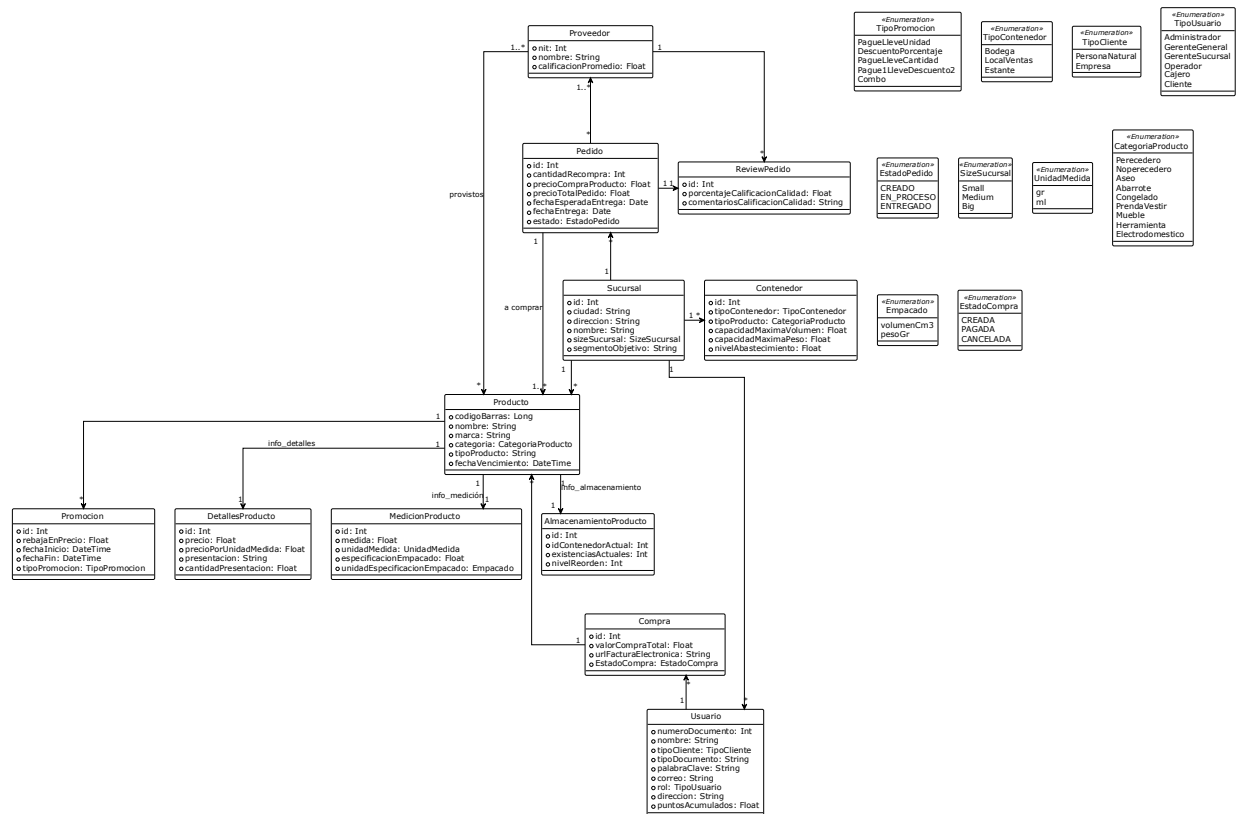 Proveedor
nit: Int
nombre: String
calificacionPromedio: Float
1..*
1
1..*
*
*
provistos
«Enumeration»
TipoPromocion
PagueLleveUnidad
DescuentoPorcentaje
PagueLleveCantidad
Pague1LleveDescuento2
Combo
«Enumeration»
TipoContenedor
Bodega
LocalVentas
Estante
«Enumeration»
TipoCliente
PersonaNatural
Empresa
«Enumeration»
TipoUsuario
Administrador
GerenteGeneral
GerenteSucursal
Operador
Cajero
Cliente
Pedido
id: Int
cantidadRecompra: Int
precioCompraProducto: Float
precioTotalPedido: Float
fechaEsperadaEntrega: Date
fechaEntrega: Date
estado: EstadoPedido
1 1
1
*
ReviewPedido
id: Int
porcentajeCalificacionCalidad: Float
comentariosCalificacionCalidad: String
«Enumeration»
EstadoPedido
CREADO
EN_PROCESO
ENTREGADO
«Enumeration»
SizeSucursal
Small
Medium
Big
«Enumeration»
UnidadMedida
gr
ml
«Enumeration»
CategoriaProducto
Perecedero
Noperecedero
Aseo
Abarrote
Congelado
PrendaVestir
Mueble
Herramienta
Electrodomestico
a comprar
1
Sucursal
id: Int
ciudad: String
direccion: String
nombre: String
sizeSucursal: SizeSucursal
segmentoObjetivo: String
1 *
1
1
Contenedor
id: Int
tipoContenedor: TipoContenedor
tipoProducto: CategoriaProducto
capacidadMaximaVolumen: Float
capacidadMaximaPeso: Float
nivelAbastecimiento: Float
«Enumeration»
Empacado
volumenCm3
pesoGr
«Enumeration»
EstadoCompra
CREADA
PAGADA
CANCELADA
*
1..*
*
Producto
codigoBarras: Long
nombre: String
marca: String
categoria: CategoriaProducto
tipoProducto: String
fechaVencimiento: DateTime
1
1
info_detalles
1
info_medición
1
*
1
info_almacenamiento
1
*
1
Promocion
id: Int
rebajaEnPrecio: Float
fechaInicio: DateTime
fechaFin: DateTime
tipoPromocion: TipoPromocion
DetallesProducto
id: Int
precio: Float
precioPorUnidadMedida: Float
presentacion: String
cantidadPresentacion: Float
MedicionProducto
id: Int
medida: Float
unidadMedida: UnidadMedida
especificacionEmpacado: Float
unidadEspecificacionEmpacado: Empacado
AlmacenamientoProducto
id: Int
idContenedorActual: Int
existenciasActuales: Int
nivelReorden: Int
Compra
id: Int
valorCompraTotal: Float
urlFacturaElectronica: String
EstadoCompra: EstadoCompra
1
*
1
*
Usuario
numeroDocumento: Int
nombre: String
tipoCliente: TipoCliente
tipoDocumento: String
palabraClave: String
correo: String
rol: TipoUsuario
direccion: String
puntosAcumulados: Float